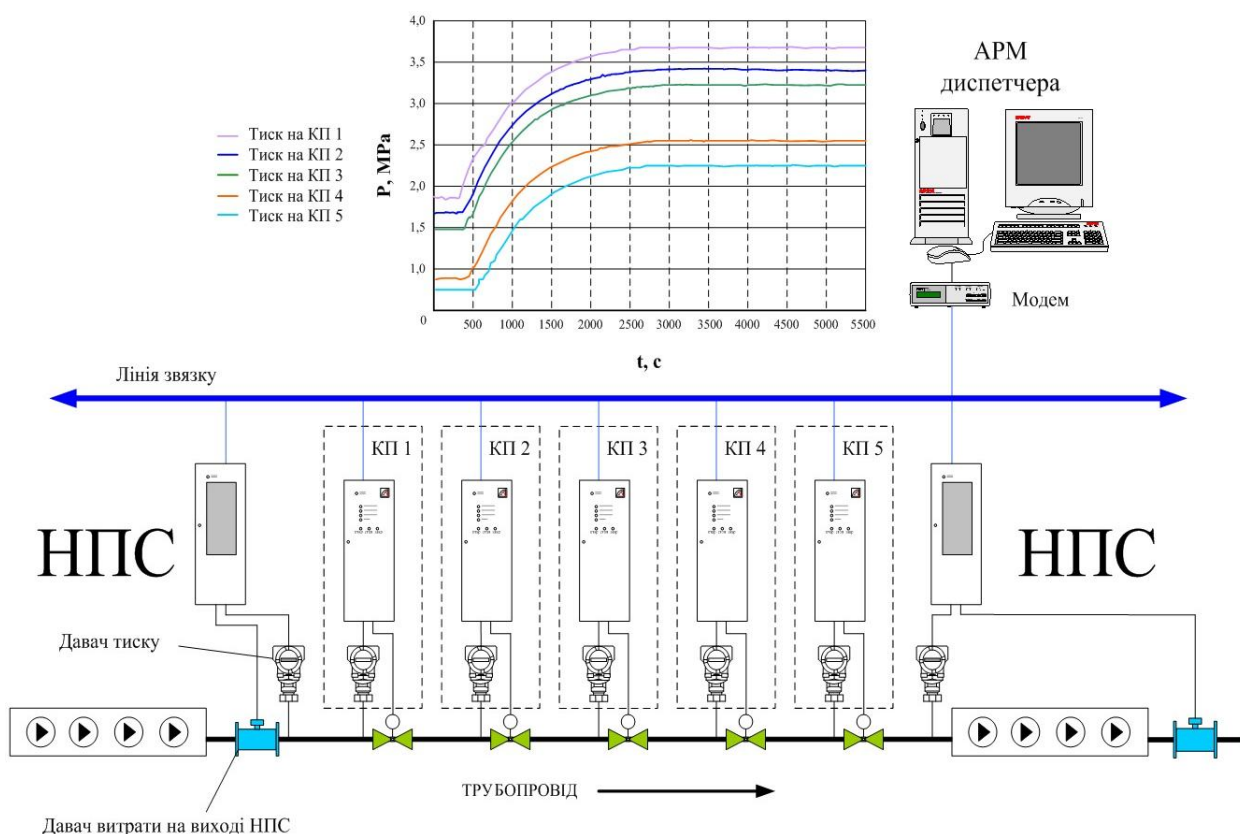 4,0
3,5
3,0
2,5
2,0
1,5
1,0
0
P, MPa
500
1000
1500
2000
2500
3000
3500
4000
4500
5000
5500
t, c
Тиск на КП 1
Тиск на КП 2
Тиск на КП 3
Тиск на КП 4
Тиск на КП 5
АРМ
диспетчера
Модем
Лінія звязку
КП 1
КП 2
КП 3
КП 4
КП 5
НПС
НПС
Давач тиску
ТРУБОПРОВІД
Давач витрати на виході НПС